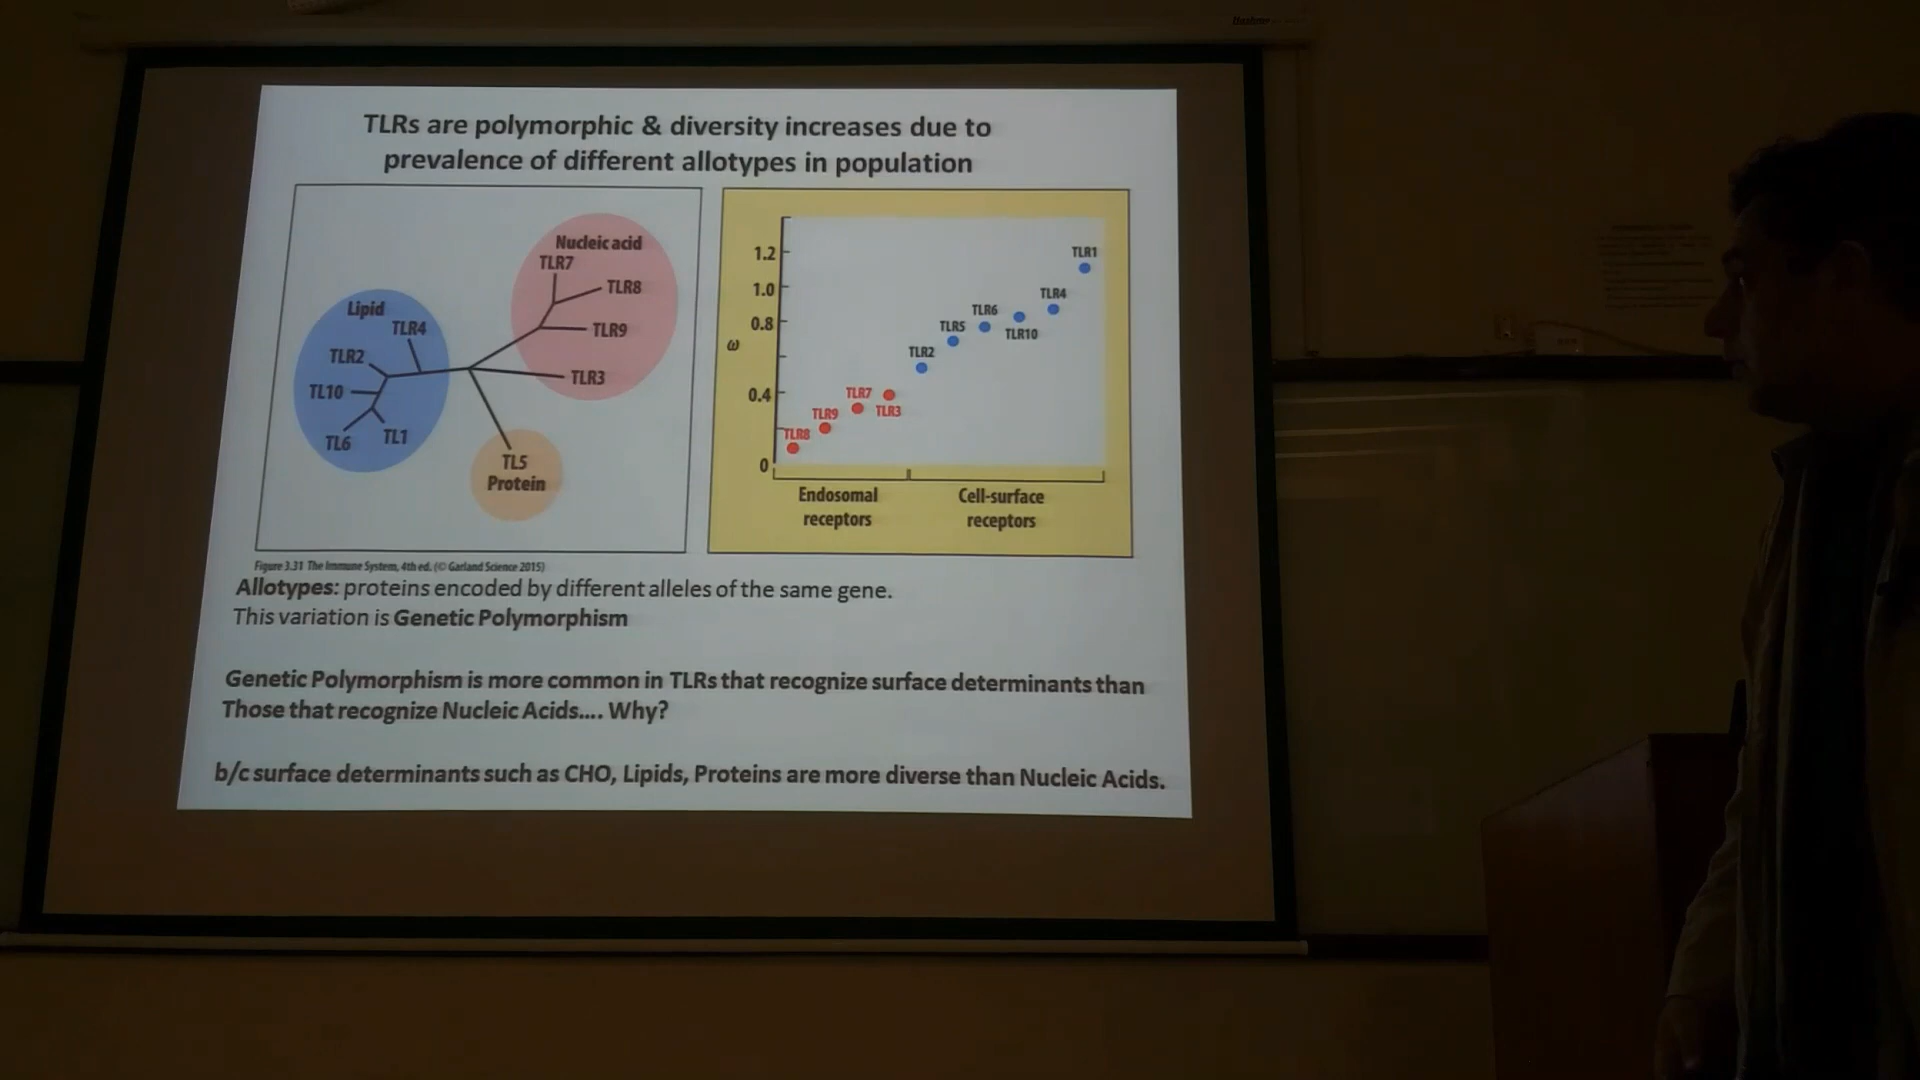 TLRs are polymorphic & diversity increases due to
prevalence of different allotypes in population
Nucleic acid
TLR7
TLR8
TLR9
TLR3
Lipid
TLR4
TLR2
TL10
TL6
TL1
TL5
Protein
1.2
1.0
0.8
0.4
0
ω
TLR8
TLR9
TLR7
TLR3
TLR2
TLR5
TLR6
TLR10
TLR4
TLR1
Endosomal
receptors
Cell-surface
receptors
Figure 3.31 The Immune System, 4th ed. (© Garland Science 2015)
Allotypes: proteins encoded by different alleles of the same gene.
This variation is Genetic Polymorphism
Genetic Polymorphism is more common in TLRs that recognize surface determinants than
Those that recognize Nucleic Acids.... Why?
b/c surface determinants such as CHO, Lipids, Proteins are more diverse than Nucleic Acids.